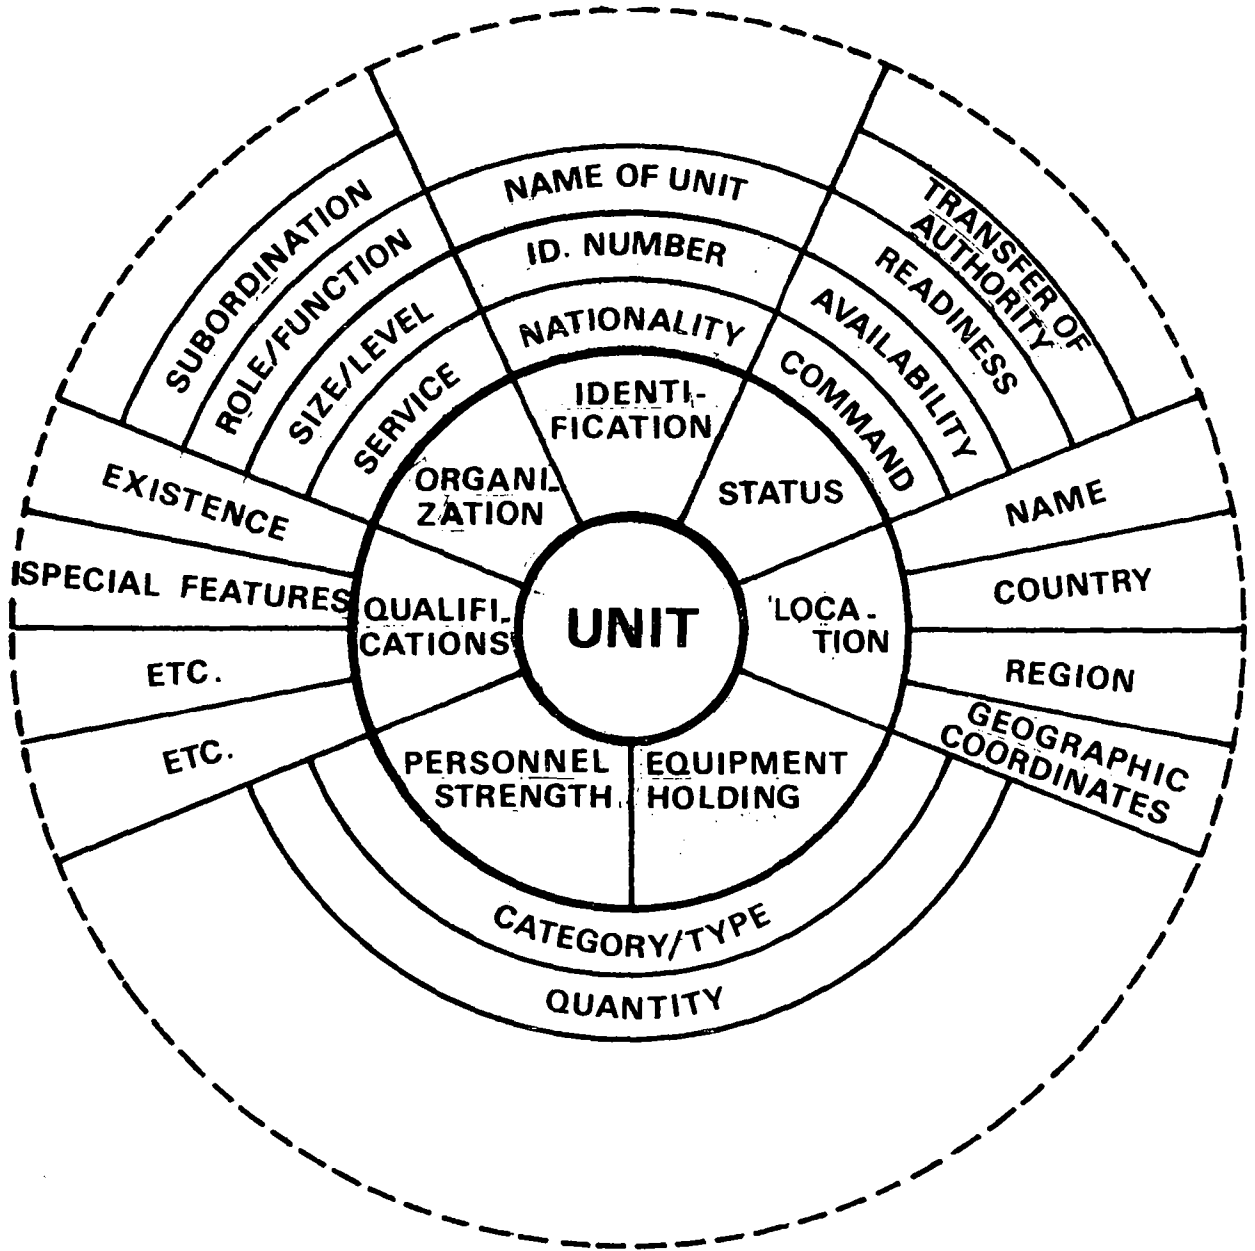 NAME OF UNIT
ID. NUMBER
NATIONALITY
IDENTI-
FICATION
SUBORDINATION
ROLE/FUNCTION
SIZE/LEVEL
SERVICE
ORGANI-
ZATION
TRANSFER OF
AUTHORITY
READINESS
AVAILABILITY
COMMAND
STATUS
EXISTENCE
SPECIAL FEATURES
ETC.
ETC.
QUALIFI-
CATIONS
UNIT
LOCA-
TION
NAME
COUNTRY
REGION
GEOGRAPHIC
COORDINATES
PERSONNEL
STRENGTH
EQUIPMENT
HOLDING
CATEGORY/TYPE
QUANTITY